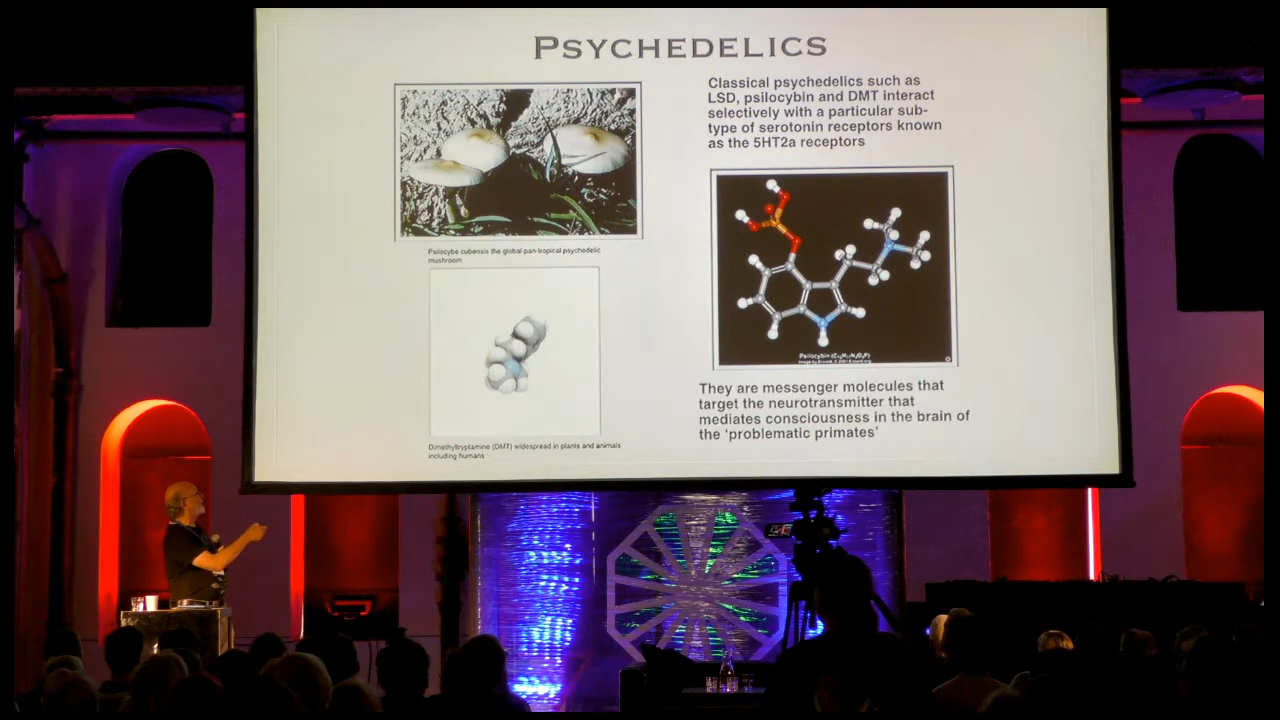 PSYCHEDELICS
Classical psychedelics such as
LSD, psilocybin and DMT interact
selectively with a particular sub-
type of serotonin receptors known
as the 5HT2a receptors
Psilocybe cubensis the global pan-tropical psychedelic
mushroom
Psilocybin (C₁₂H₁₇N₂O₄P)
Dimethyltryptamine (DMT) widespread in plants and animals
including humans
They are messenger molecules that
target the neurotransmitter that
mediates consciousness in the brain of
the ‘problematic primates’